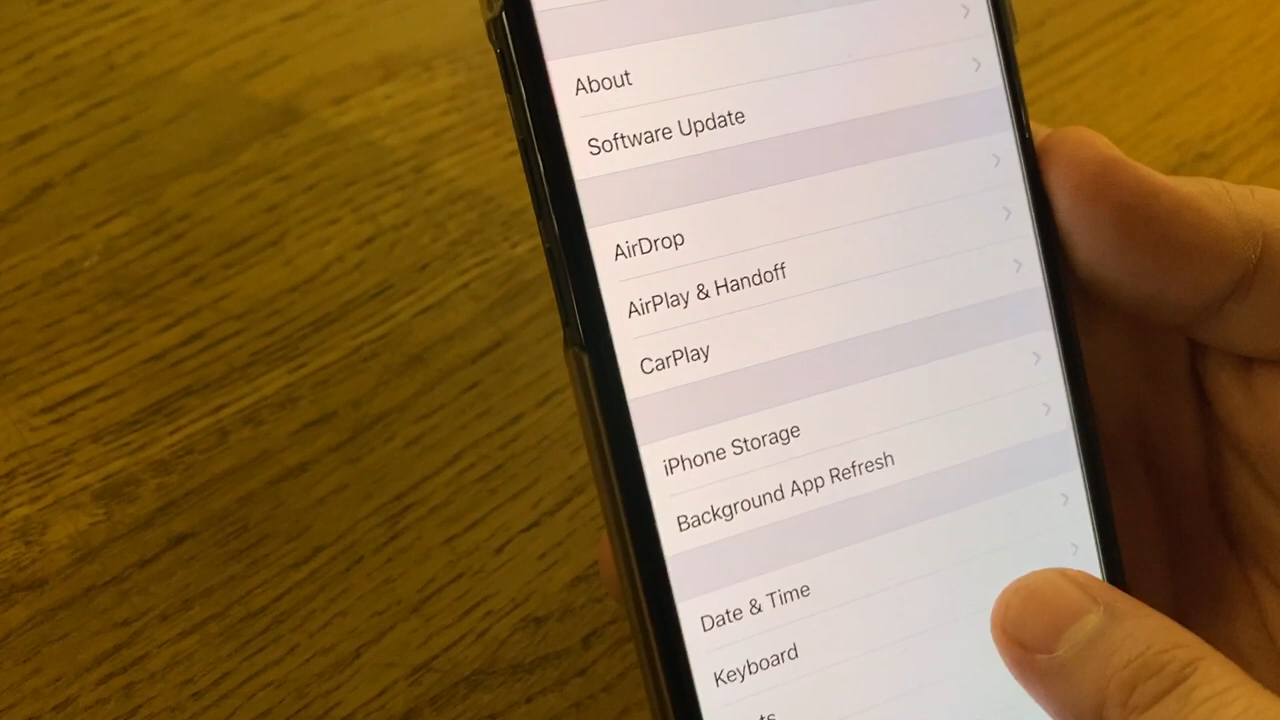 About
Software Update
AirDrop
AirPlay & Handoff
CarPlay
iPhone Storage
Background App Refresh
Date & Time
Keyboard